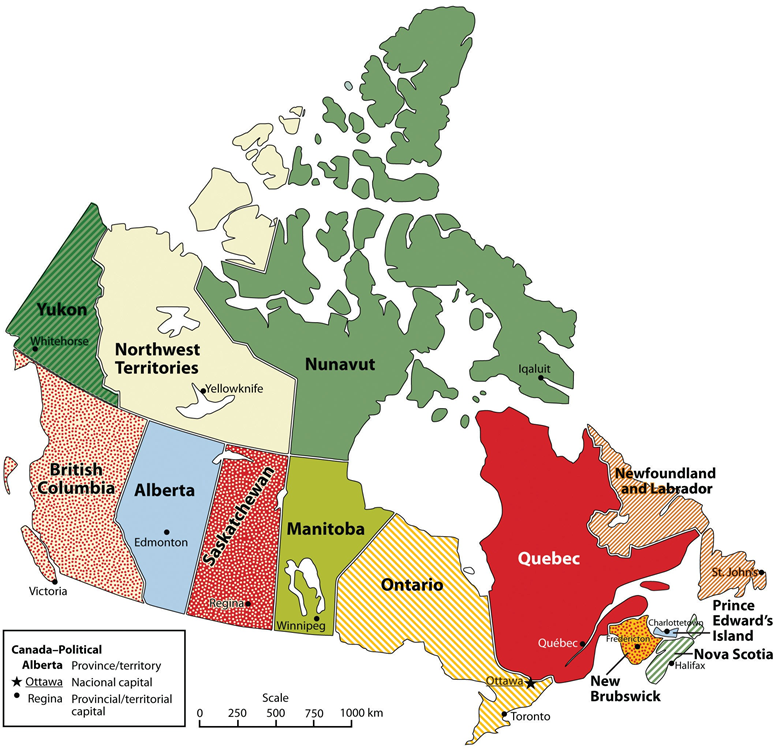 Yukon
Whitehorse
Northwest
Territories
Yellowknife
Nunavut
Iqaluit
British
Columbia
Victoria
Alberta
Edmonton
Saskatchewan
Regina
Manitoba
Winnipeg
Ontario
Ottawa
Toronto
Quebec
Québec
Newfoundland
and Labrador
St. John's
Prince
Edward's
Island
Charlottetown
Fredericton
Nova Scotia
Halifax
New
Brubswick
Canada–Political
Alberta Province/territory
Ottawa Nacional capital
Regina Provincial/territorial
capital
Scale
0 250 500 750 1000 km